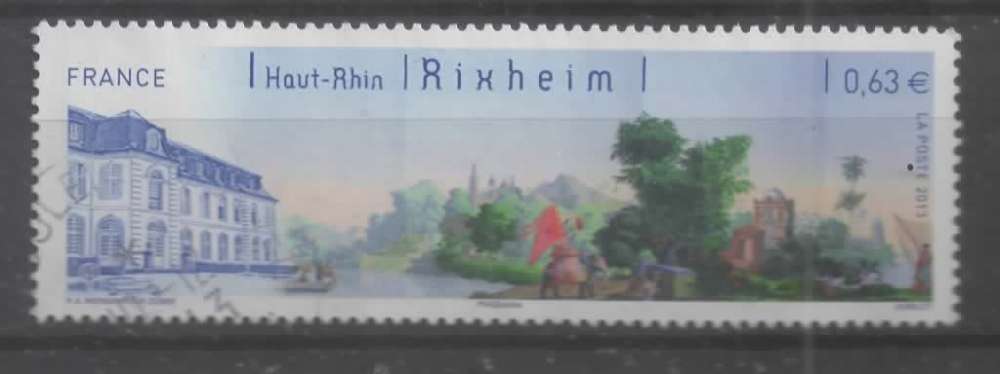 FRANCE | Haut-Rhin | Rixheim | | 0,63 €
LA POSTE 2013